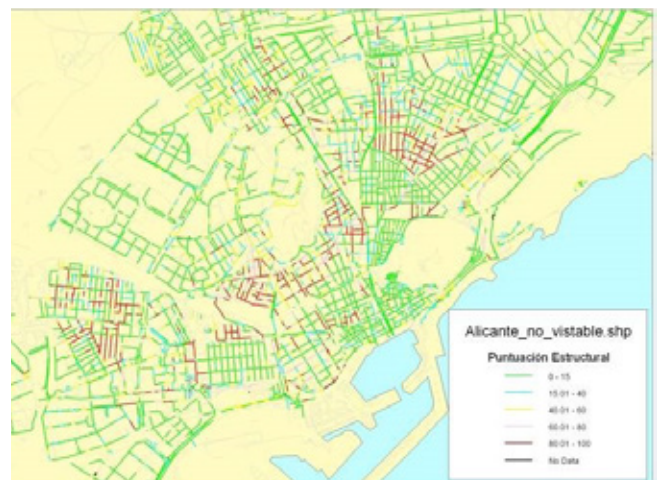 Alicante_no_vistable.shp
Puntuación Estructural
0 - 15
15.01 - 40
40.01 - 60
60.01 - 80
80.01 - 100
No Data